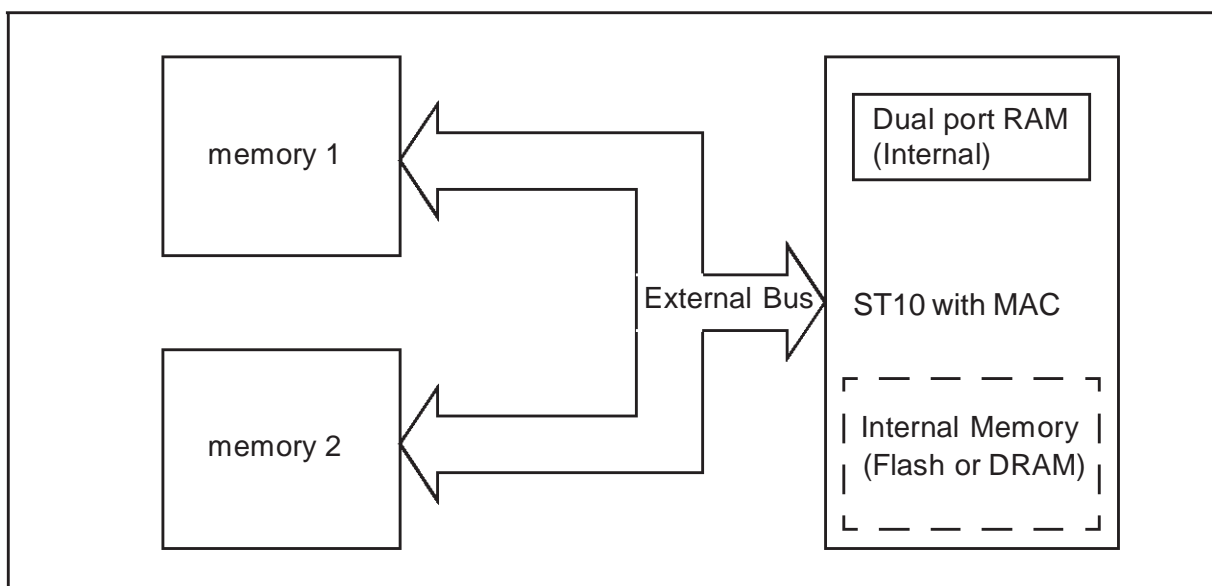 memory 1
Dual port RAM
(Internal)
External Bus
ST10 with MAC
memory 2
Internal Memory
(Flash or DRAM)